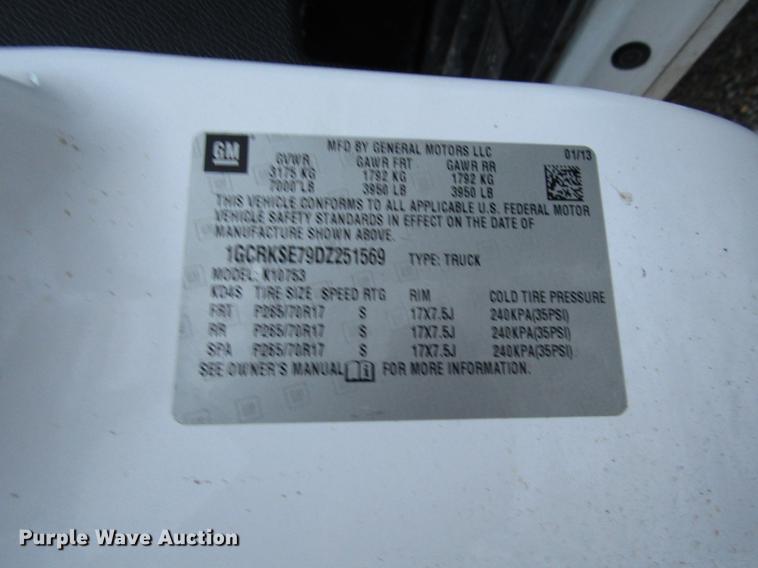 GM
MFD BY GENERAL MOTORS LLC 01/13
GVWR GAWR FRT GAWR RR
3175 KG 1792 KG 1792 KG
7000 LB 3950 LB 3950 LB
THIS VEHICLE CONFORMS TO ALL APPLICABLE U.S. FEDERAL MOTOR
VEHICLE SAFETY STANDARDS IN EFFECT ON THE DATE OF
MANUFACTURE SHOWN ABOVE.
1GCRKSE79DZ251569 TYPE: TRUCK
MODEL: K10753
KD4S TIRE SIZE SPEED RTG RIM COLD TIRE PRESSURE
FRT P265/70R17 S 17X7.5J 240KPA(35PSI)
RR P265/70R17 S 17X7.5J 240KPA(35PSI)
SPA P265/70R17 S 17X7.5J 240KPA(35PSI)
SEE OWNER'S MANUAL FOR MORE INFORMATION.
Purple Wave Auction